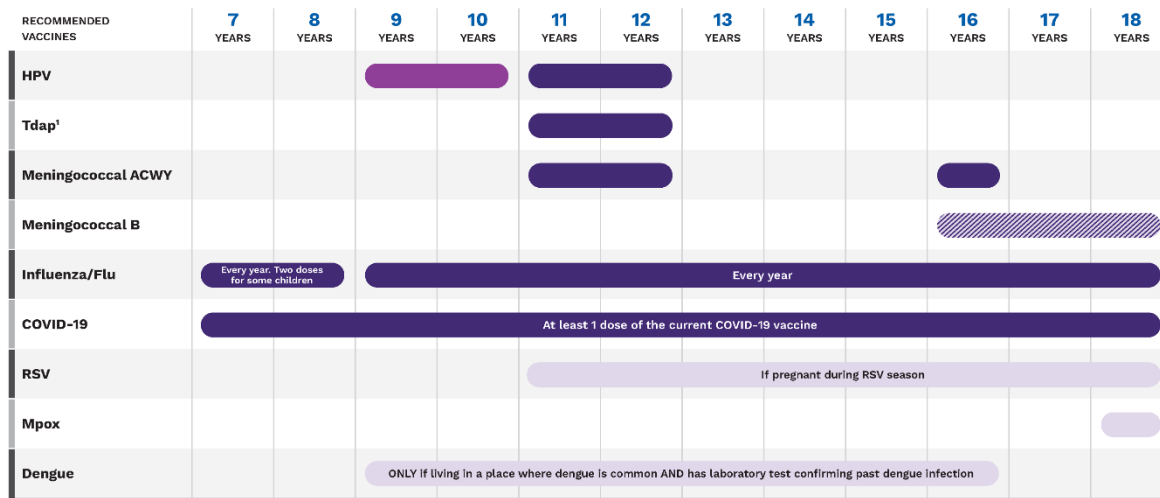 RECOMMENDED
VACCINES
7 YEARS
8 YEARS
9 YEARS
10 YEARS
11 YEARS
12 YEARS
13 YEARS
14 YEARS
15 YEARS
16 YEARS
17 YEARS
18 YEARS
HPV
Tdap¹
Meningococcal ACWY
Meningococcal B
Influenza/Flu
Every year. Two doses
for some children
Every year
COVID-19
At least 1 dose of the current COVID-19 vaccine
RSV
If pregnant during RSV season
Mpox
Dengue
ONLY if living in a place where dengue is common AND has laboratory test confirming past dengue infection